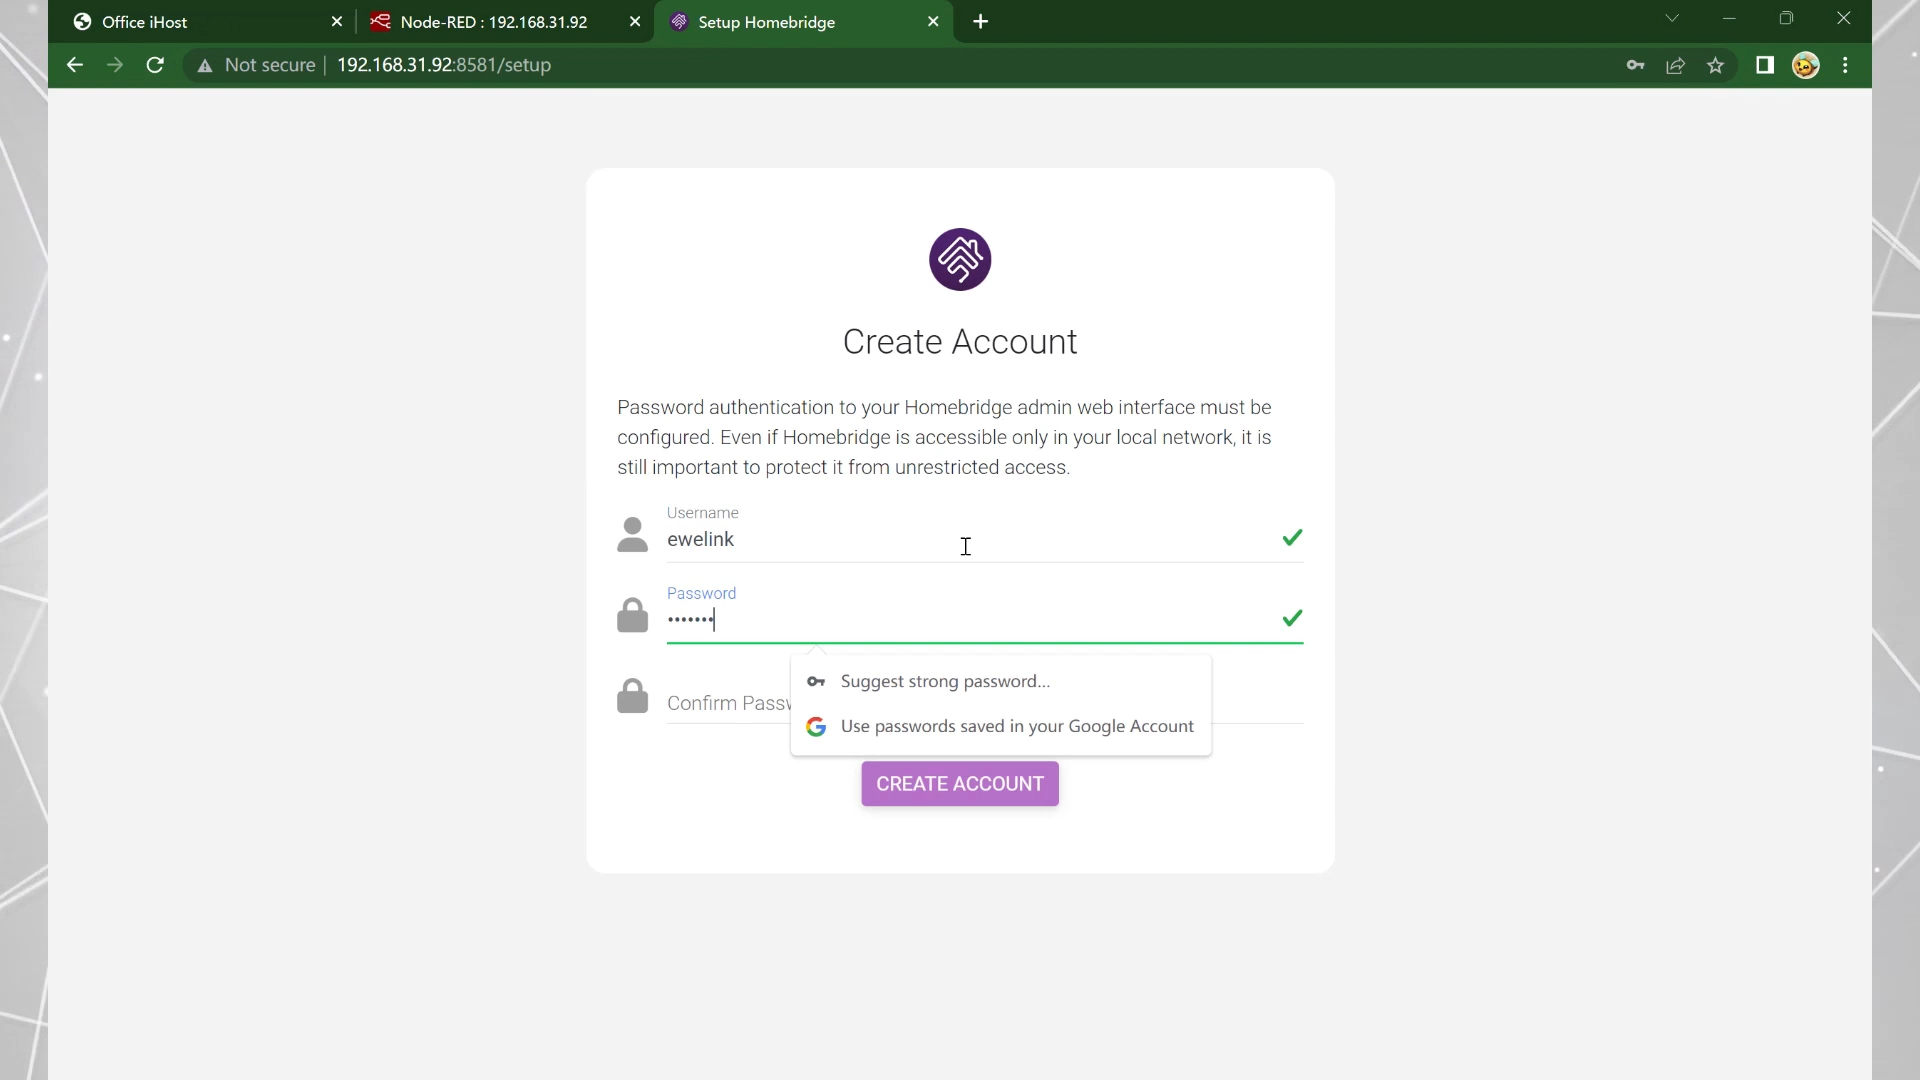 Office iHost
Node-RED : 192.168.31.92
Setup Homebridge
Not secure
192.168.31.92:8581/setup
Create Account
Password authentication to your Homebridge admin web interface must be
configured. Even if Homebridge is accessible only in your local network, it is
still important to protect it from unrestricted access.
Username
ewelink
Password
•••••••
Confirm Passw
Suggest strong password...
Use passwords saved in your Google Account
CREATE ACCOUNT